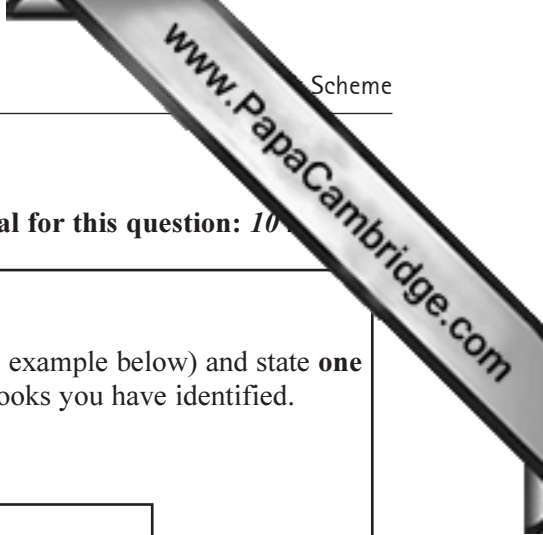 Scheme
www.PapaCambridge.com
al for this question: 10
example below) and state one
ooks you have identified.